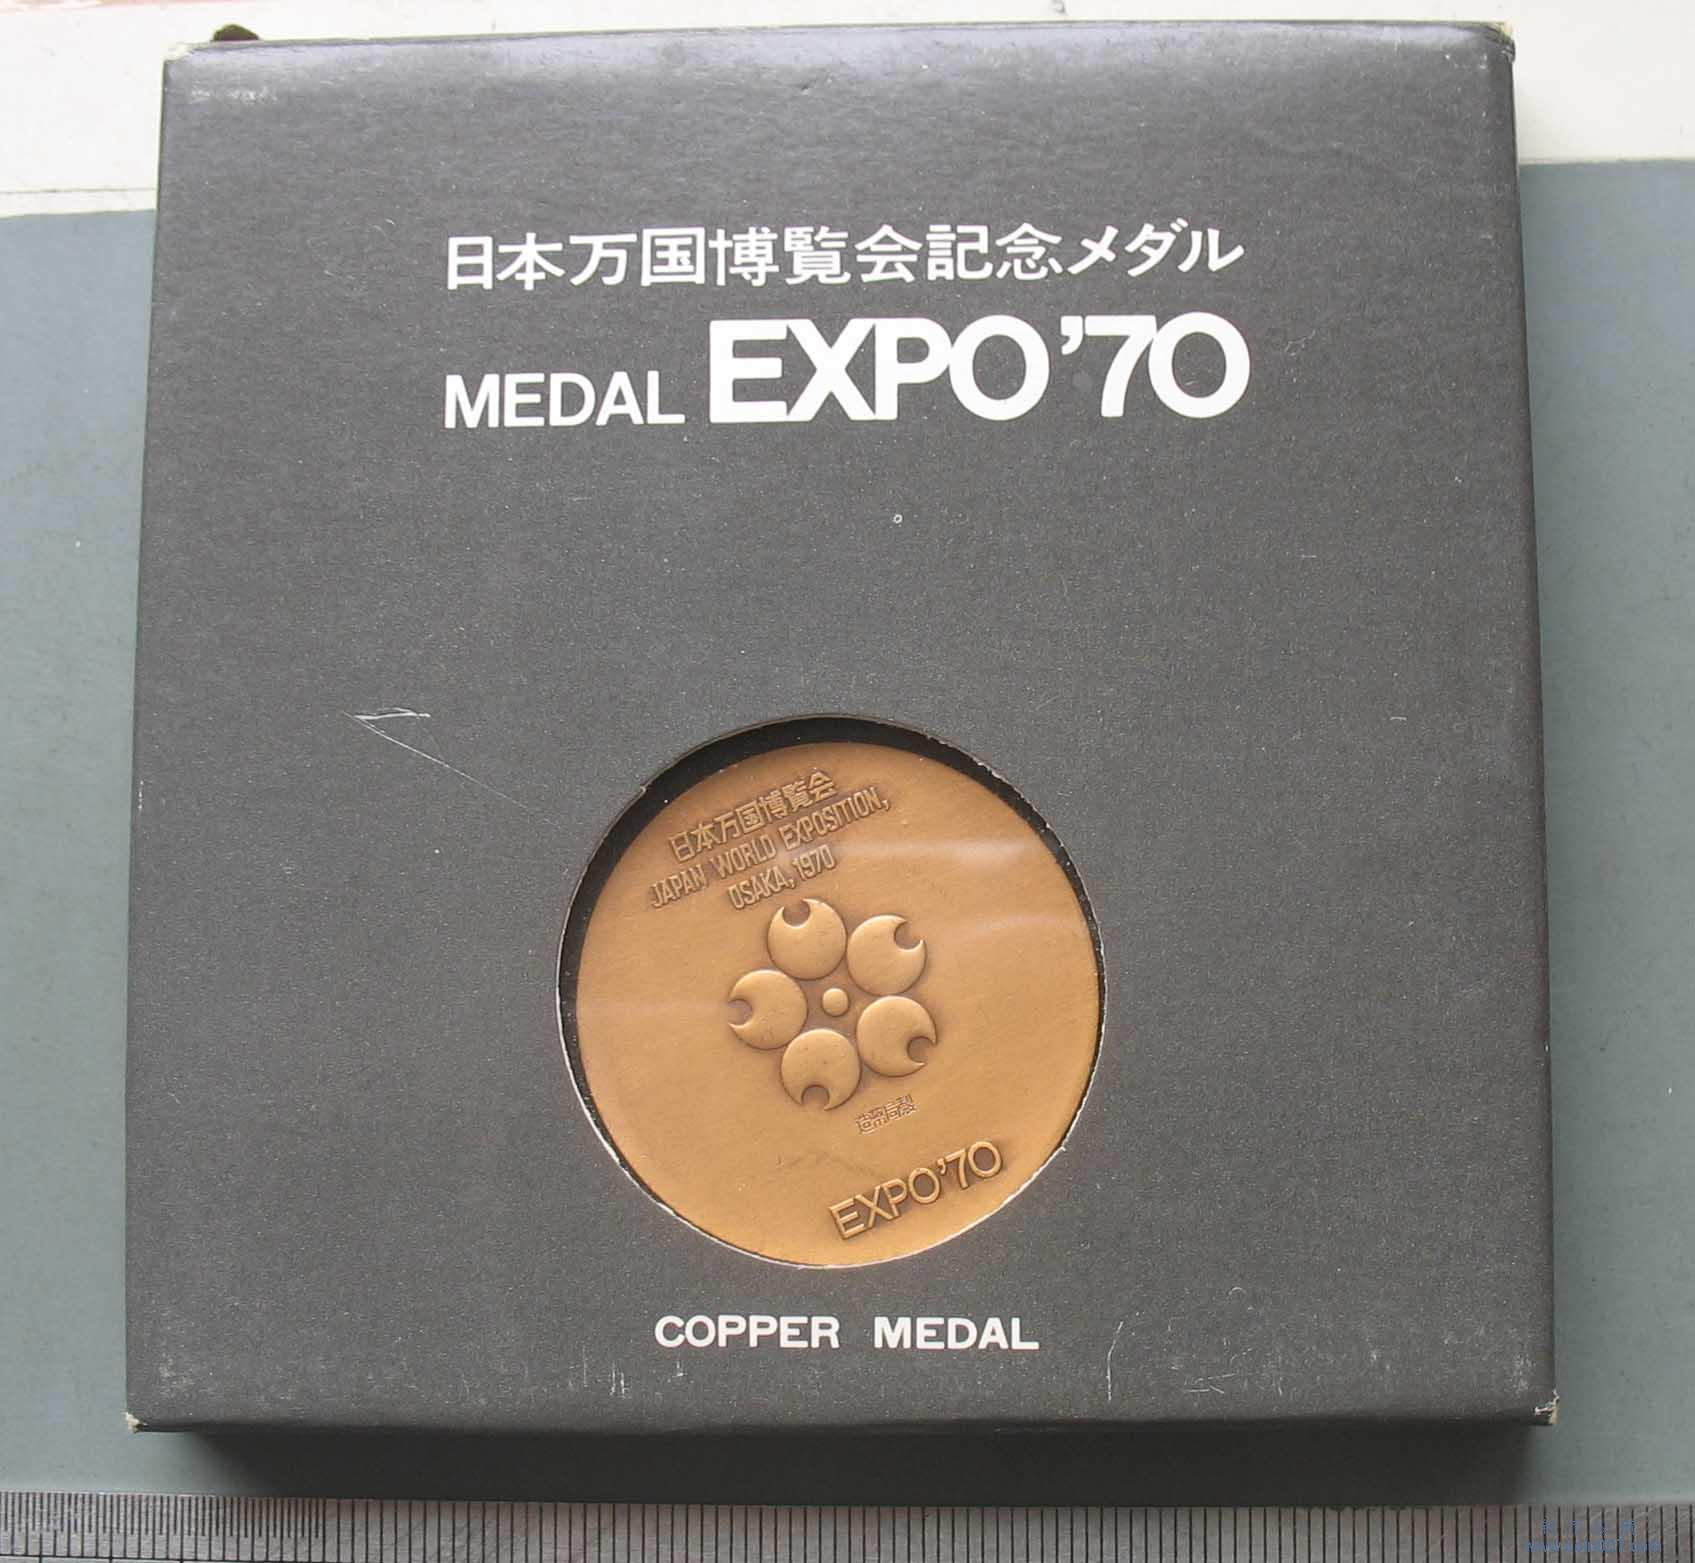 日本万国博覧会記念メダル
MEDAL EXPO'70
日本万国博覧会
JAPAN WORLD EXPOSITION,
OSAKA, 1970
造幣局製
EXPO'70
COPPER MEDAL